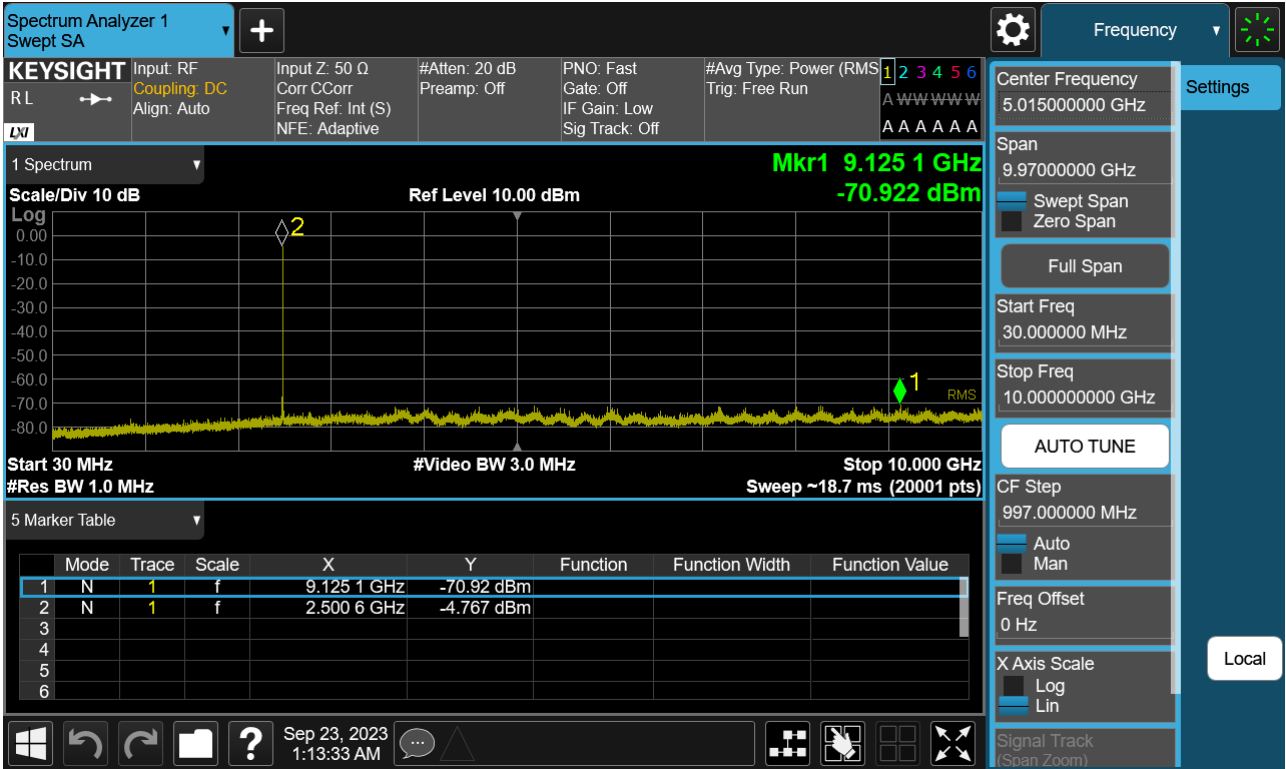 Spectrum Analyzer 1
Swept SA
Frequency
KEYSIGHT
R L
LXI
Input: RF
Coupling: DC
Align: Auto
Input Z: 50 Ω
Corr CCorr
Freq Ref: Int (S)
NFE: Adaptive
#Atten: 20 dB
Preamp: Off
PNO: Fast
Gate: Off
IF Gain: Low
Sig Track: Off
#Avg Type: Power (RMS
Trig: Free Run
1 2 3 4 5 6
A W W W W W
A A A A A A
1 Spectrum
Mkr1 9.125 1 GHz
-70.922 dBm
Scale/Div 10 dB
Ref Level 10.00 dBm
Log
0.00
-10.0
-20.0
-30.0
-40.0
-50.0
-60.0
-70.0
-80.0
2
1
RMS
Start 30 MHz
#Video BW 3.0 MHz
Stop 10.000 GHz
#Res BW 1.0 MHz
Sweep ~18.7 ms (20001 pts)
5 Marker Table
Mode Trace Scale X Y Function Function Width Function Value
1 N 1 f 9.125 1 GHz -70.92 dBm
2 N 1 f 2.500 6 GHz -4.767 dBm
3
4
5
6
Sep 23, 2023
1:13:33 AM
Center Frequency
5.015000000 GHz
Settings
Span
9.97000000 GHz
Swept Span
Zero Span
Full Span
Start Freq
30.000000 MHz
Stop Freq
10.000000000 GHz
AUTO TUNE
CF Step
997.000000 MHz
Auto
Man
Freq Offset
0 Hz
X Axis Scale
Log
Lin
Local
Signal Track
(Span Zoom)